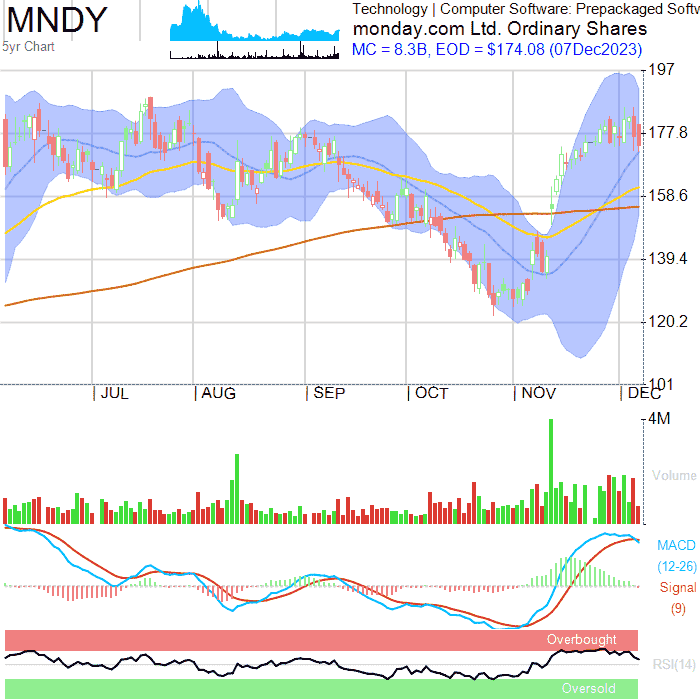 MNDY
5yr Chart
Technology | Computer Software: Prepackaged Softw
monday.com Ltd. Ordinary Shares
MC = 8.3B, EOD = $174.08 (07Dec2023)
197
177.8
158.6
139.4
120.2
101
JUL AUG SEP OCT NOV DEC
4M
Volume
MACD
(12-26)
Signal
(9)
Overbought
RSI(14)
Oversold